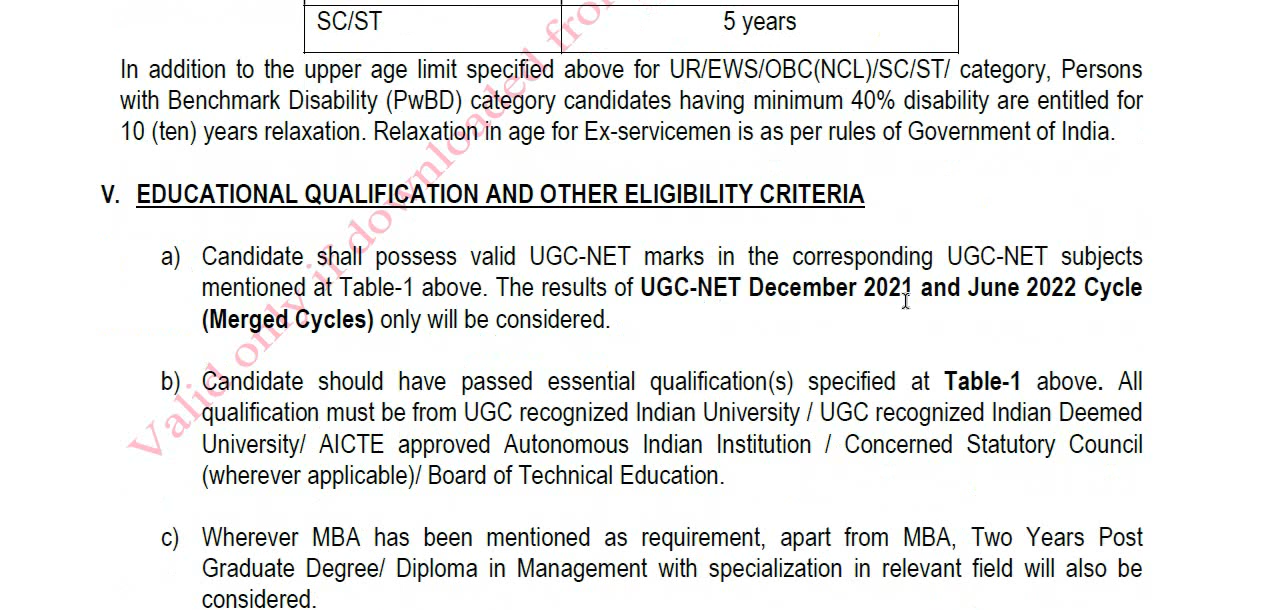 SC/ST 5 years
In addition to the upper age limit specified above for UR/EWS/OBC(NCL)/SC/ST/ category, Persons
with Benchmark Disability (PwBD) category candidates having minimum 40% disability are entitled for
10 (ten) years relaxation. Relaxation in age for Ex-servicemen is as per rules of Government of India.
V. EDUCATIONAL QUALIFICATION AND OTHER ELIGIBILITY CRITERIA
a) Candidate shall possess valid UGC-NET marks in the corresponding UGC-NET subjects
mentioned at Table-1 above. The results of UGC-NET December 2021 and June 2022 Cycle
(Merged Cycles) only will be considered.
b) Candidate should have passed essential qualification(s) specified at Table-1 above. All
qualification must be from UGC recognized Indian University / UGC recognized Indian Deemed
University/ AICTE approved Autonomous Indian Institution / Concerned Statutory Council
(wherever applicable)/ Board of Technical Education.
c) Wherever MBA has been mentioned as requirement, apart from MBA, Two Years Post
Graduate Degree/ Diploma in Management with specialization in relevant field will also be
considered.
Valid only if downloaded from